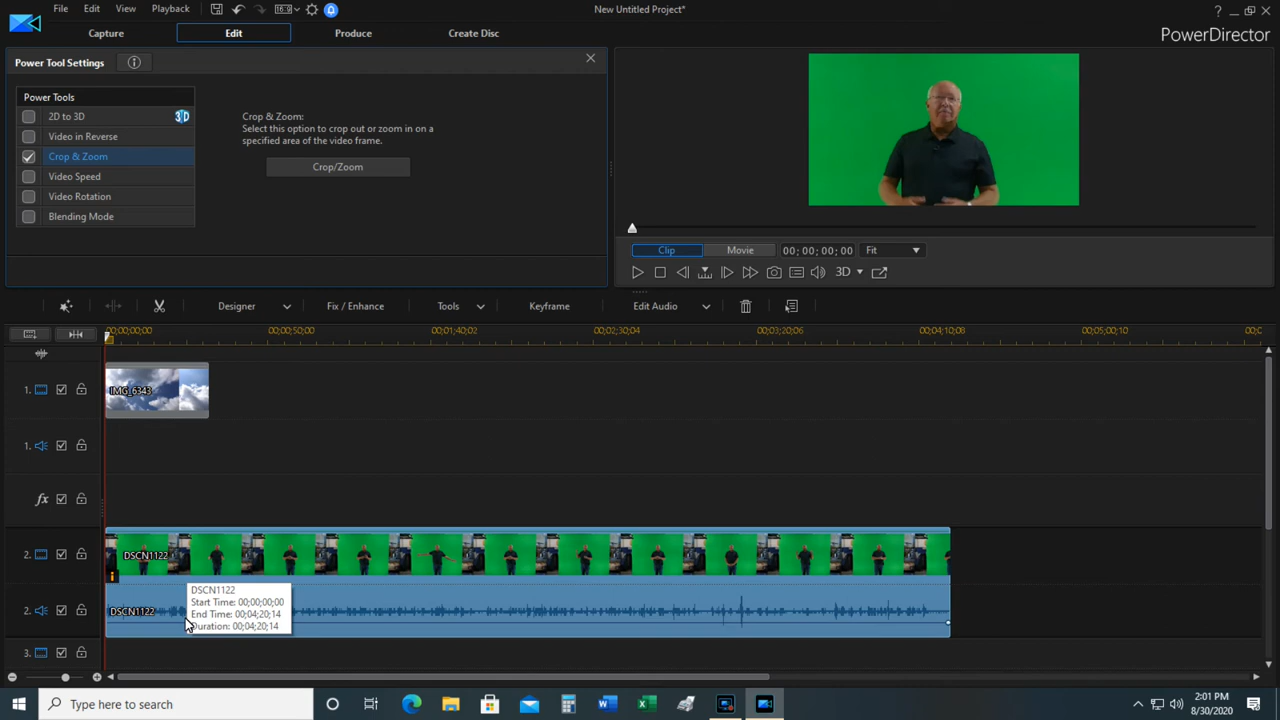 File Edit View Playback 16:9 New Untitled Project* ?
Capture Edit Produce Create Disc PowerDirector
Power Tool Settings
Power Tools
2D to 3D 3D
Video in Reverse
Crop & Zoom
Video Speed
Video Rotation
Blending Mode
Crop & Zoom:
Select this option to crop out or zoom in on a
specified area of the video frame.
Crop/Zoom
Clip Movie 00; 00; 00; 00 Fit
3D
Designer Fix / Enhance Tools Keyframe Edit Audio
00;00;00;00 00;00;50;00 00;01;40;02 00;02;30;04 00;03;20;06 00;04;10;08 00;05;00;10
1. IMG_6343
1.
fx
2. DSCN1122
2. DSCN1122
DSCN1122
Start Time: 00;00;00;00
End Time: 00;04;20;14
Duration: 00;04;20;14
3.
Type here to search
2:01 PM
8/30/2020